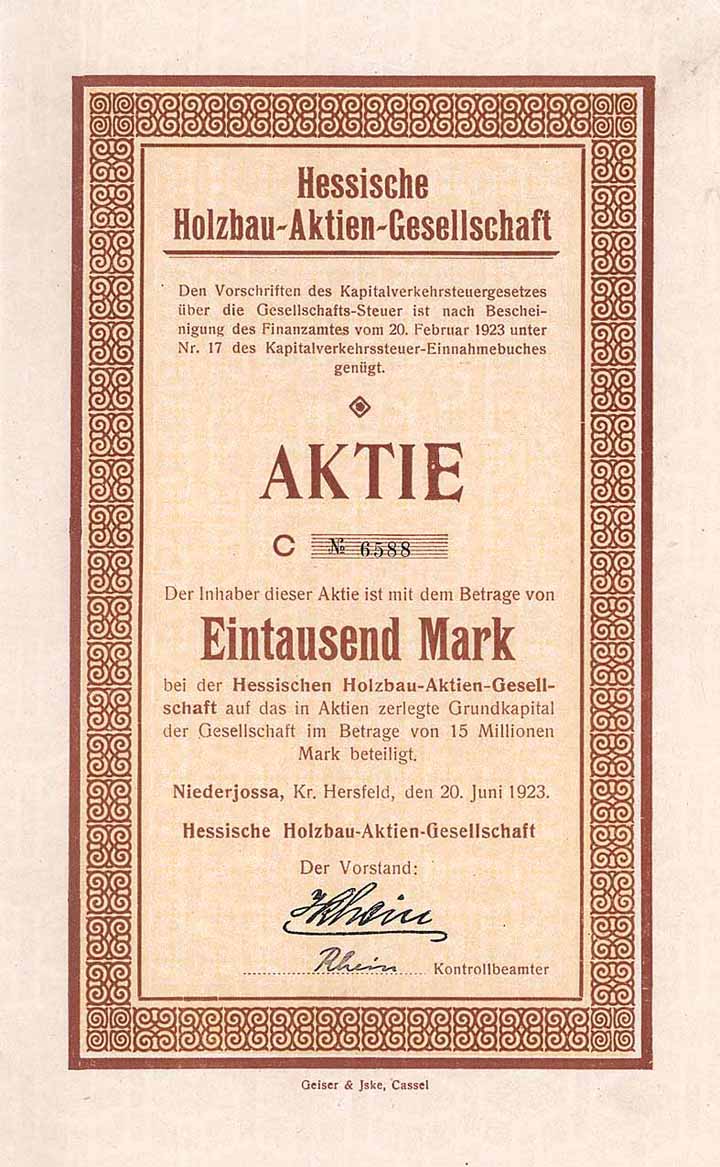 Hessische
Holzbau-Aktien-Gesellschaft
Den Vorschriften des Kapitalverkehrsteuergesetzes
über die Gesellschafts-Steuer ist nach Beschei-
nigung des Finanzamtes vom 20. Februar 1923 unter
Nr. 17 des Kapitalverkehrssteuer-Einnahmebuches
genügt.
AKTIE
C № 6588
Der Inhaber dieser Aktie ist mit dem Betrage von
Eintausend Mark
bei der Hessischen Holzbau-Aktien-Gesell-
schaft auf das in Aktien zerlegte Grundkapital
der Gesellschaft im Betrage von 15 Millionen
Mark beteiligt.
Niederjossa, Kr. Hersfeld, den 20. Juni 1923.
Hessische Holzbau-Aktien-Gesellschaft
Der Vorstand:
Rhein Kontrollbeamter
Geiser & Jske, Cassel